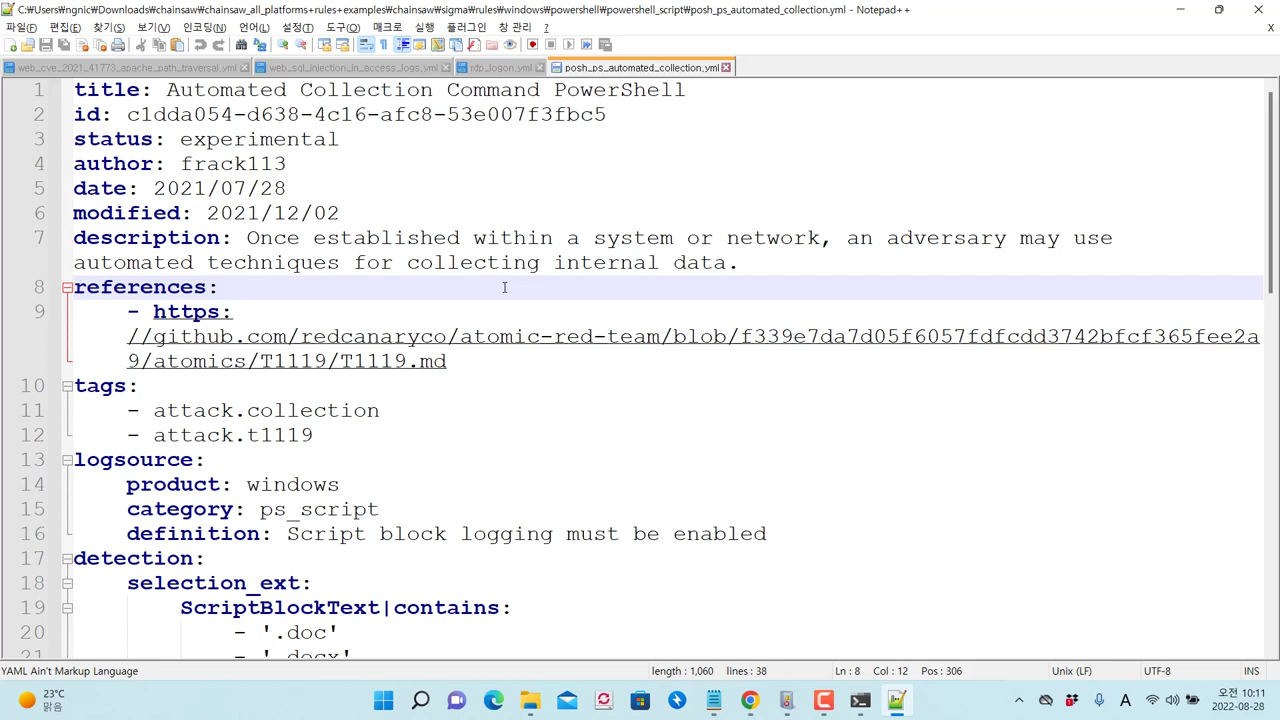 C:₩Users₩ngnic₩Downloads₩chainsaw₩chainsaw_all_platforms+rules+examples₩chainsaw₩sigma₩rules₩windows₩powershell₩powershell_script₩posh_ps_automated_collection.yml - Notepad++
파일(F) 편집(E) 찾기(S) 보기(V) 인코딩(N) 언어(L) 설정(T) 도구(O) 매크로 실행 플러그인 창 관리 ? X
web_cve_2021_41773_apache_path_traversal.yml web_sql_injection_in_access_logs.yml rdp_logon.yml posh_ps_automated_collection.yml
1 title: Automated Collection Command PowerShell
2 id: c1dda054-d638-4c16-afc8-53e007f3fbc5
3 status: experimental
4 author: frack113
5 date: 2021/07/28
6 modified: 2021/12/02
7 description: Once established within a system or network, an adversary may use
automated techniques for collecting internal data.
8 references:
9 - https:
//github.com/redcanaryco/atomic-red-team/blob/f339e7da7d05f6057fdfcdd3742bfcf365fee2a
9/atomics/T1119/T1119.md
10 tags:
11 - attack.collection
12 - attack.t1119
13 logsource:
14 product: windows
15 category: ps_script
16 definition: Script block logging must be enabled
17 detection:
18 selection_ext:
19 ScriptBlockText|contains:
20 - '.doc'
21 - '.docx'
YAML Ain't Markup Language length : 1,060 lines : 38 Ln : 8 Col : 12 Pos : 306 Unix (LF) UTF-8 INS
23°C
맑음
A
오전 10:11
2022-08-28